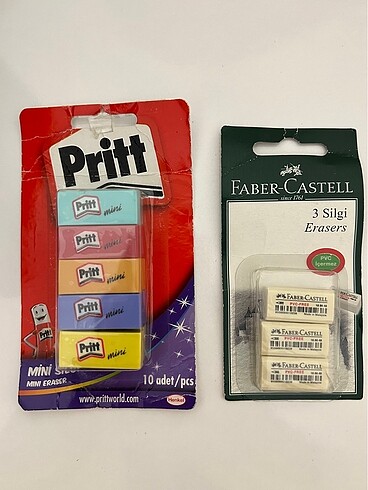 Pritt
Pritt mini
Pritt mini
Pritt mini
Pritt mini
Pritt mini
Pritt
MINI
MINI ERASER
10 adet/pcs
www.prittworld.com
Henkel
FABER-CASTELL
since 1761
3 Silgi
Erasers
PVC
İçermez
FABER-CASTELL
PVC-FREE
FABER-CASTELL
PVC-FREE
FABER-CASTELL
PVC-FREE